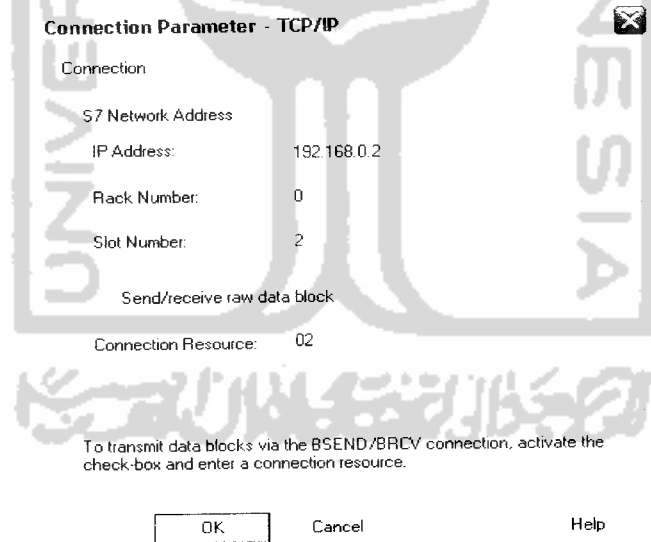 Connection Parameter - TCP/IP
Connection
S7 Network Address
IP Address: 192.168.0.2
Rack Number: 0
Slot Number: 2
Send/receive raw data block
Connection Resource: 02
To transmit data blocks via the BSEND/BRCV connection, activate the
check-box and enter a connection resource.
OK Cancel Help